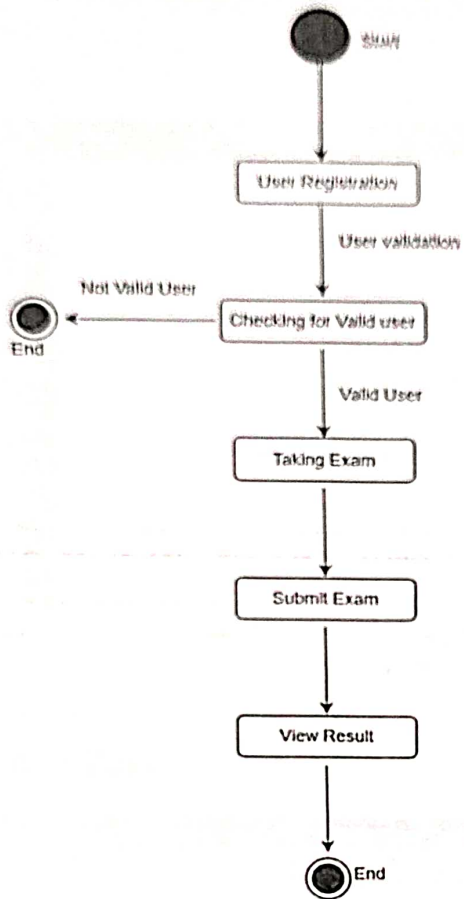 Start
User Registration
User validation
Not Valid User
Checking for Valid user
End
Valid User
Taking Exam
Submit Exam
View Result
End